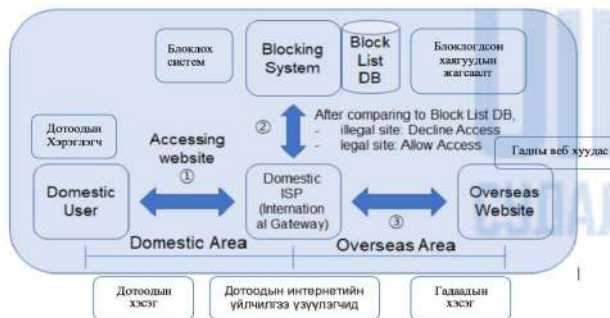 Блоклох
систем
Blocking
System
Block
List
DB
Блоклогдсон
хаягуудын
жагсаалт
②
After comparing to Block List DB,
- illegal site: Decline Access
- legal site: Allow Access
Дотоодын
Хэрэглэгч
Accessing
website
①
Гадны веб хуудас
Domestic
User
Domestic
ISP
(Internation
al Gateway)
③
Overseas
Website
Domestic Area
Overseas Area
Дотоодын
хэсэг
Дотоодын интернетийн
үйлчилгээ үзүүлэгчид
Гадаадын
хэсэг